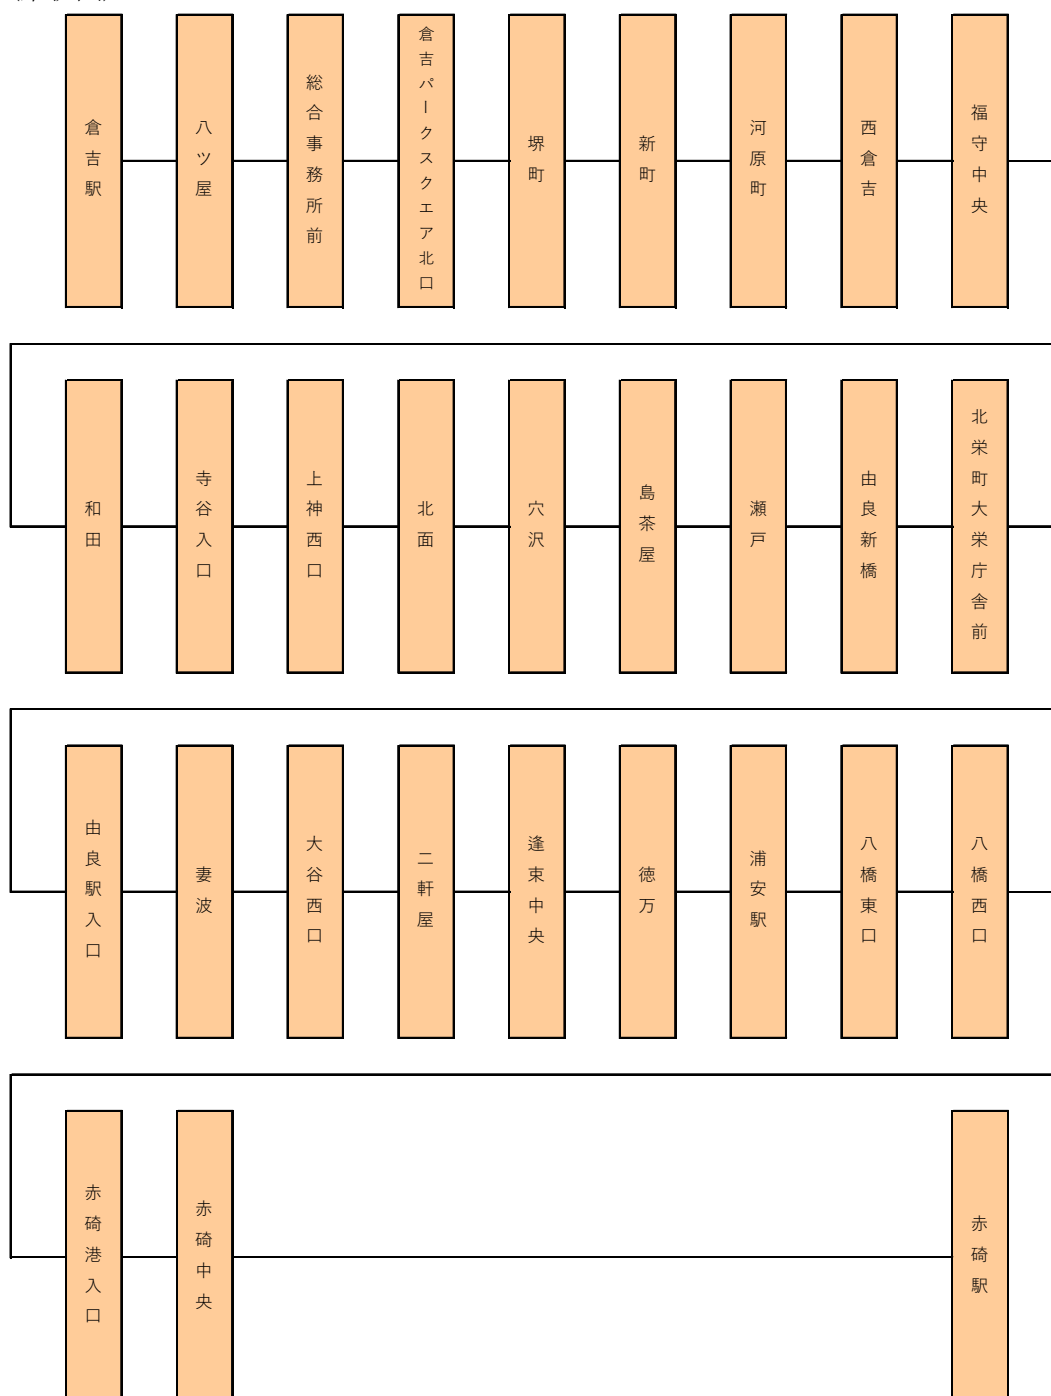 倉吉駅
八ツ屋
総合事務所前
倉吉パークスクエア北口
堺町
新町
河原町
西倉吉
福守中央
和田
寺谷入口
上神西口
北面
穴沢
島茶屋
瀬戸
由良新橋
北栄町大栄庁舎前
由良駅入口
妻波
大谷西口
二軒屋
逢束中央
徳万
浦安駅
八橋東口
八橋西口
赤碕港入口
赤碕中央
赤碕駅